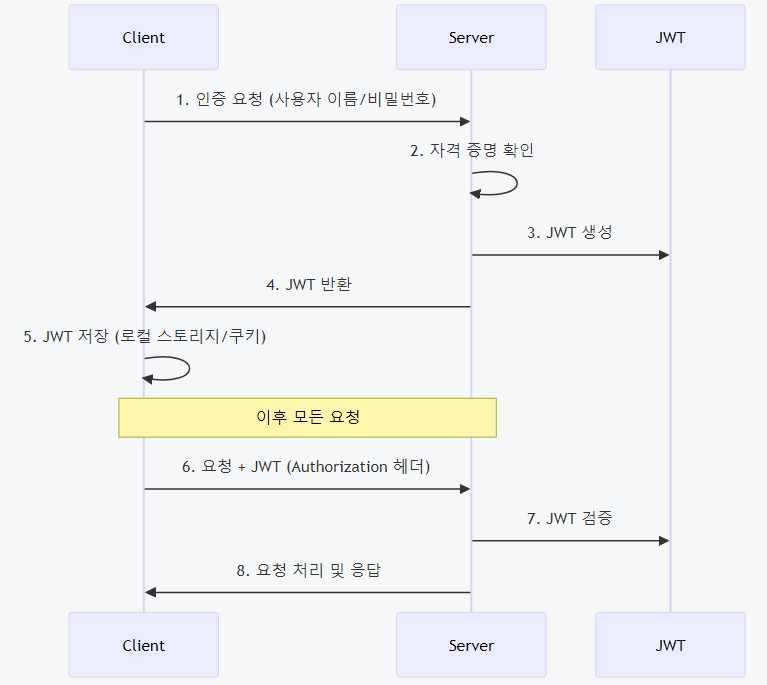 Client
Server
JWT
1. 인증 요청 (사용자 이름/비밀번호)
2. 자격 증명 확인
3. JWT 생성
4. JWT 반환
5. JWT 저장 (로컬 스토리지/쿠키)
이후 모든 요청
6. 요청 + JWT (Authorization 헤더)
7. JWT 검증
8. 요청 처리 및 응답
Client
Server
JWT